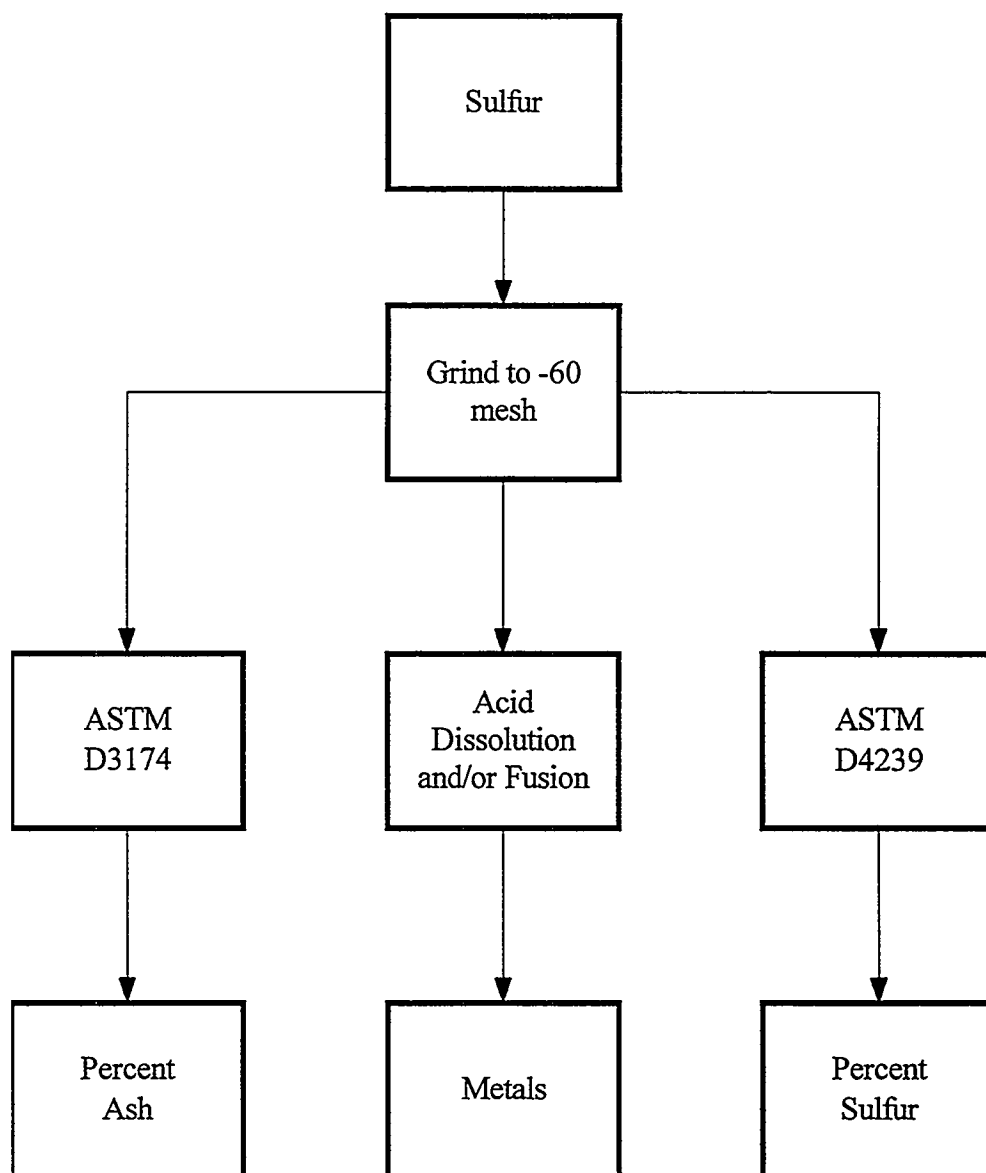 Sulfur
Grind to -60
mesh
ASTM
D3174
Acid
Dissolution
and/or Fusion
ASTM
D4239
Percent
Ash
Metals
Percent
Sulfur